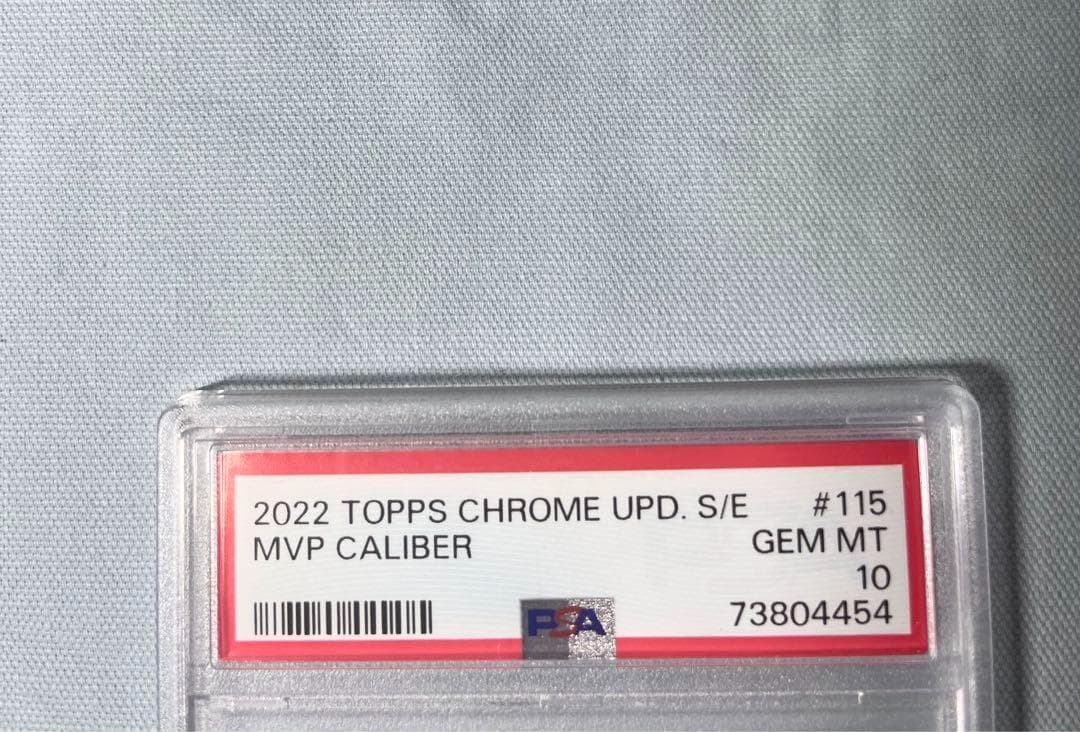 2022 TOPPS CHROME UPD. S/E #115
MVP CALIBER GEM MT
10
PSA 73804454